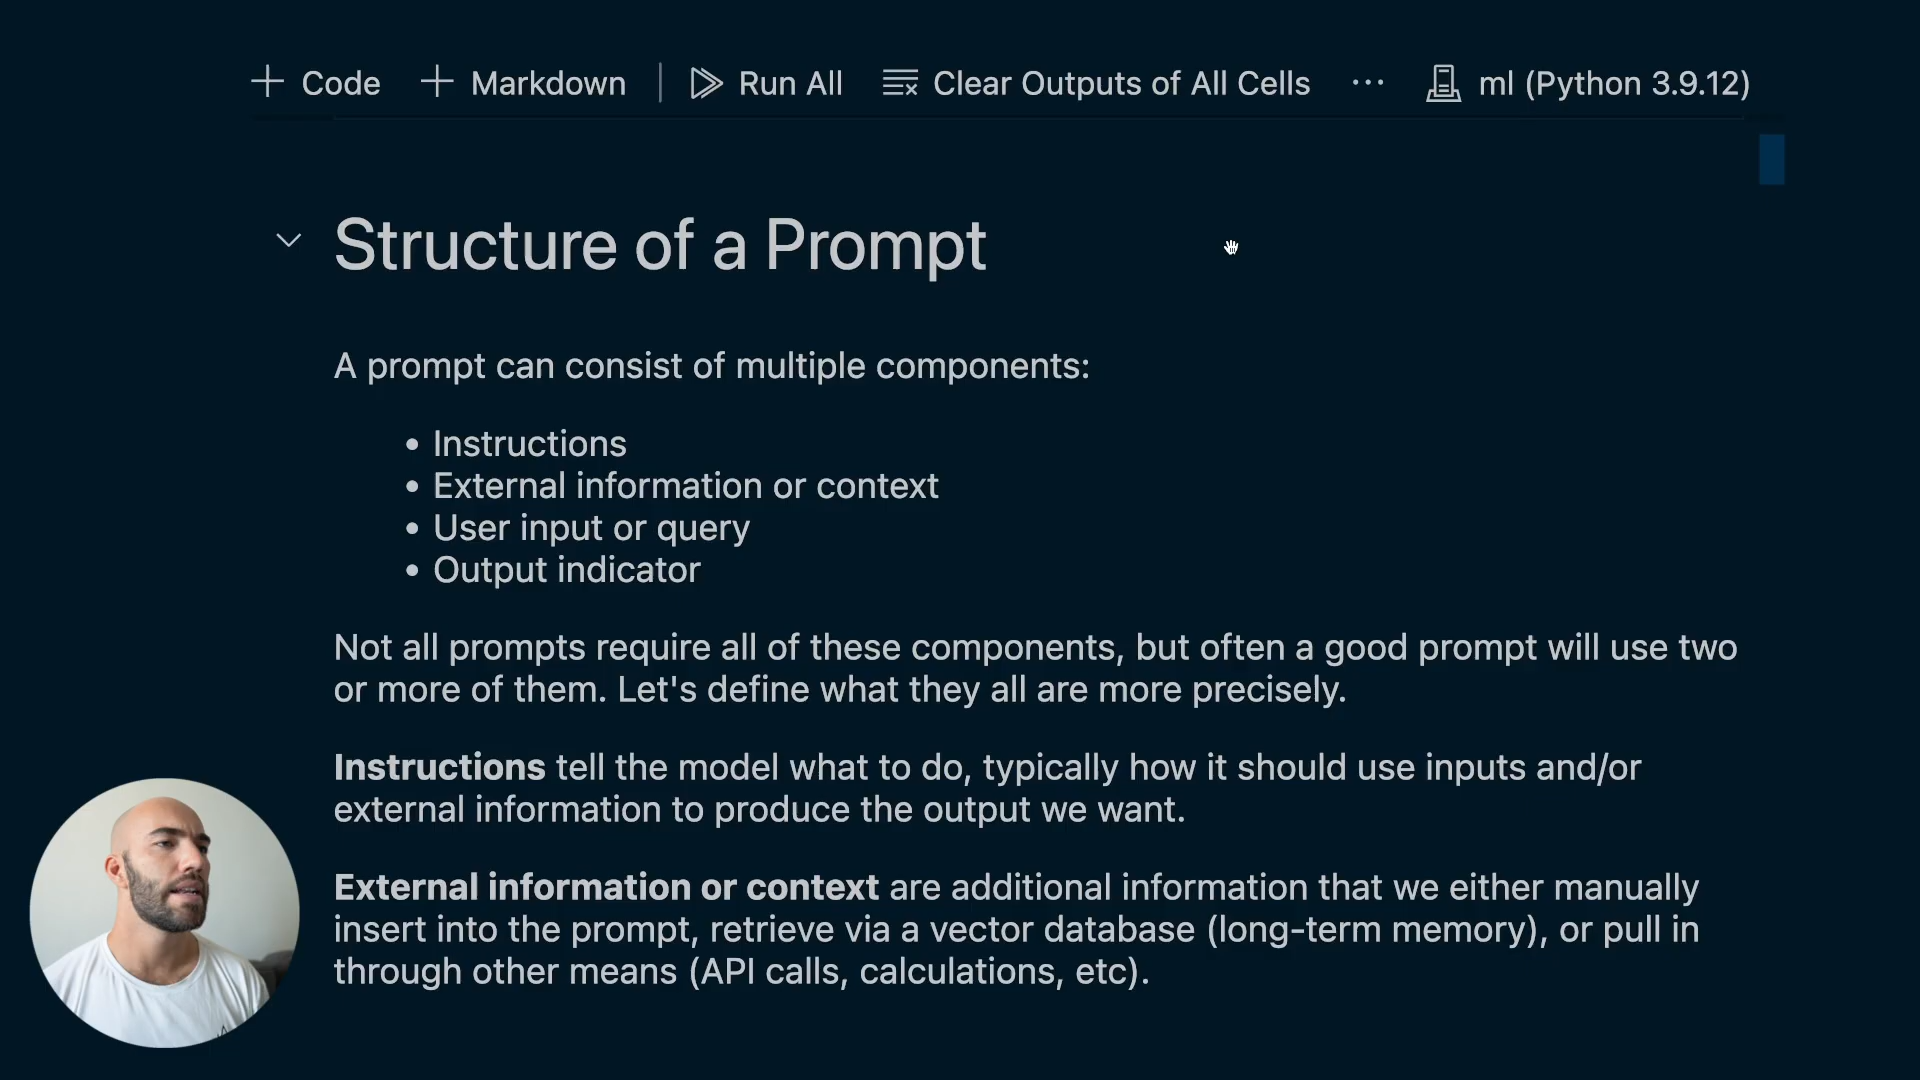 Code Markdown Run All Clear Outputs of All Cells ... ml (Python 3.9.12)
Structure of a Prompt
A prompt can consist of multiple components:
• Instructions
• External information or context
• User input or query
• Output indicator
Not all prompts require all of these components, but often a good prompt will use two
or more of them. Let's define what they all are more precisely.
Instructions tell the model what to do, typically how it should use inputs and/or
external information to produce the output we want.
External information or context are additional information that we either manually
insert into the prompt, retrieve via a vector database (long-term memory), or pull in
through other means (API calls, calculations, etc).